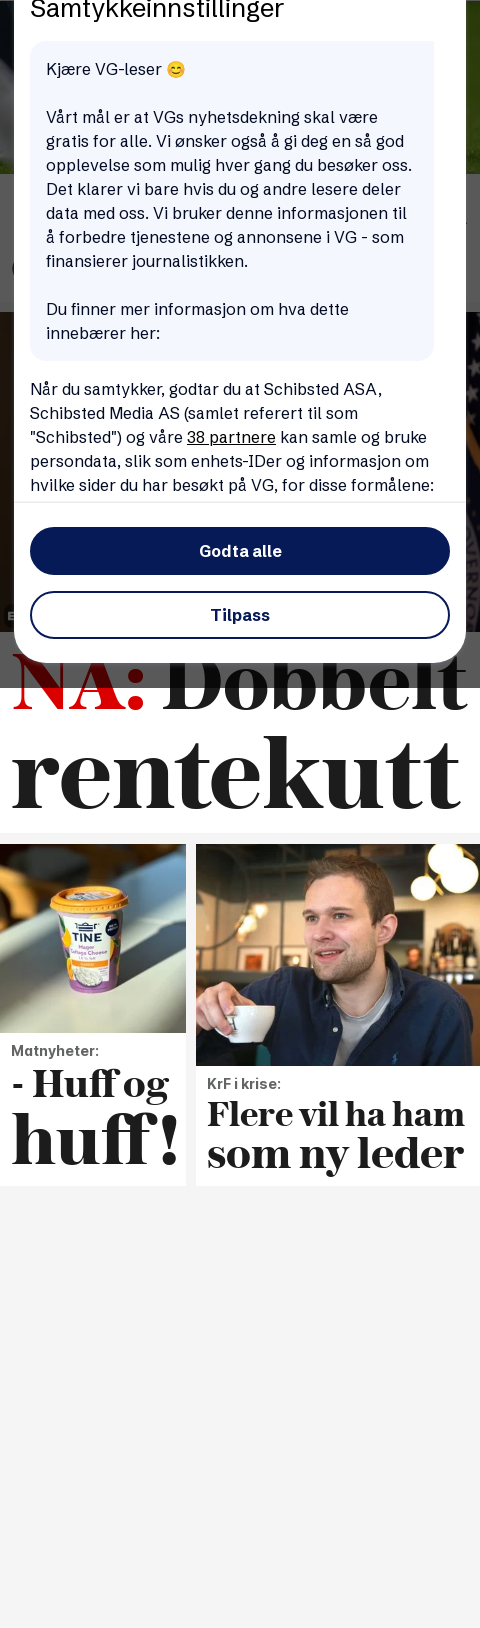 Samtykkeinnstillinger
Kjære VG-leser 😊
Vårt mål er at VGs nyhetsdekning skal være
gratis for alle. Vi ønsker også å gi deg en så god
opplevelse som mulig hver gang du besøker oss.
Det klarer vi bare hvis du og andre lesere deler
data med oss. Vi bruker denne informasjonen til
å forbedre tjenestene og annonsene i VG - som
finansierer journalistikken.
Du finner mer informasjon om hva dette
innebærer her:
Når du samtykker, godtar du at Schibsted ASA,
Schibsted Media AS (samlet referert til som
"Schibsted") og våre 38 partnere kan samle og bruke
persondata, slik som enhets-IDer og informasjon om
hvilke sider du har besøkt på VG, for disse formålene:
Godta alle
Tilpass
NÅ: Dobbelt
rentekutt
TINE
Mager
Cottage Cheese
Matnyheter:
- Huff og
huff!
KrF i krise:
Flere vil ha ham
som ny leder